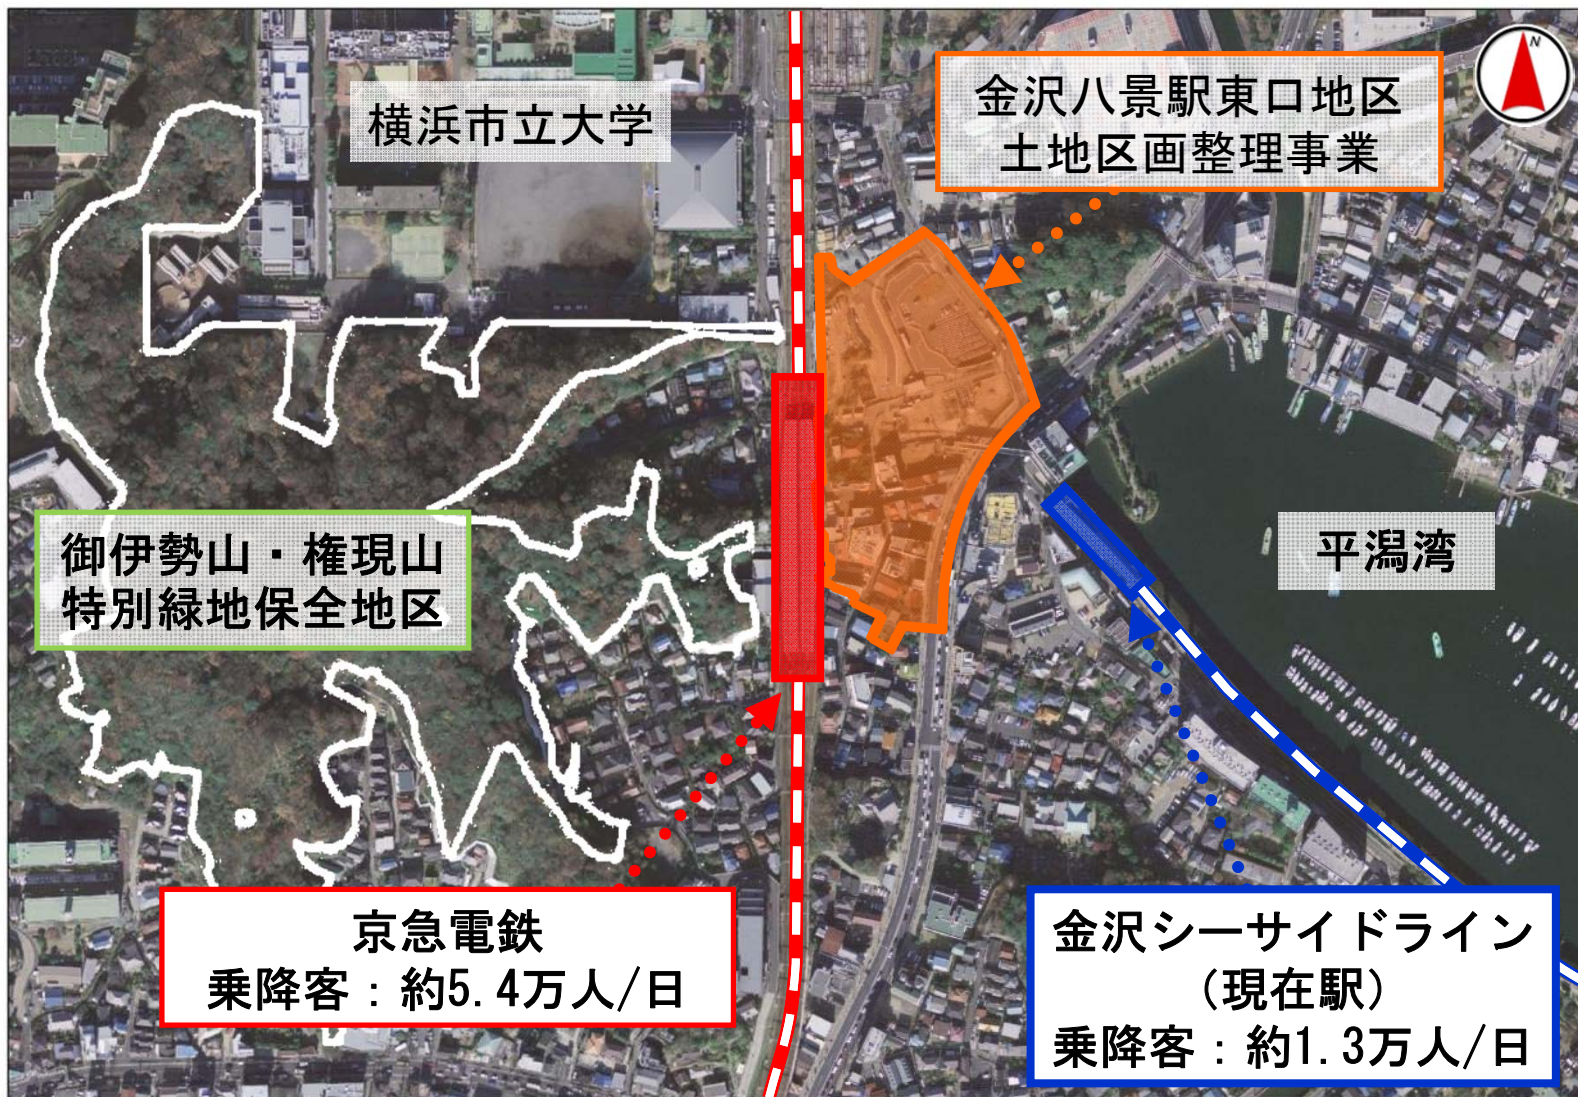 N
横浜市立大学
金沢八景駅東口地区
土地区画整理事業
御伊勢山・権現山
特別緑地保全地区
平潟湾
京急電鉄
乗降客：約5.4万人/日
金沢シーサイドライン
（現在駅）
乗降客：約1.3万人/日